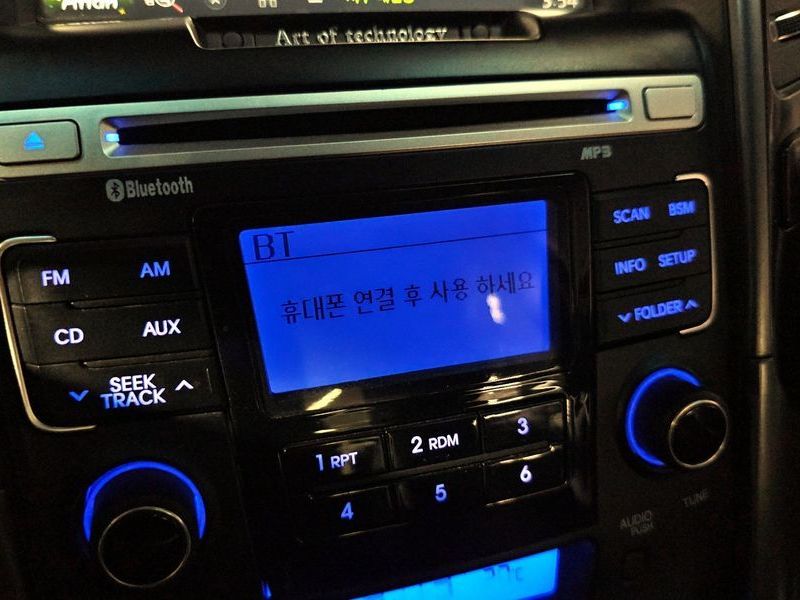 Art of technology
MP3
Bluetooth
SCAN BSM
BT
FM AM
INFO SETUP
휴대폰 연결 후 사용 하세요
CD AUX
FOLDER
SEEK
TRACK
1 RPT
2 RDM
3
4
5
6
AUDIO
PUSH
TUNE